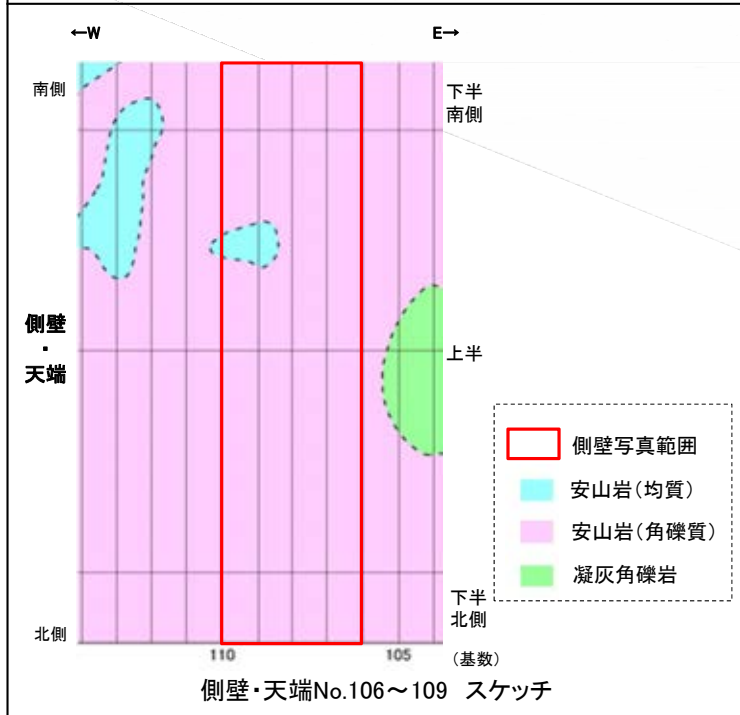 ←W
E→
南側
下半
南側
側壁
・
天端
上半
側壁写真範囲
安山岩(均質)
安山岩(角礫質)
凝灰角礫岩
下半
北側
北側
110
105
(基数)
側壁・天端No.106~109 スケッチ